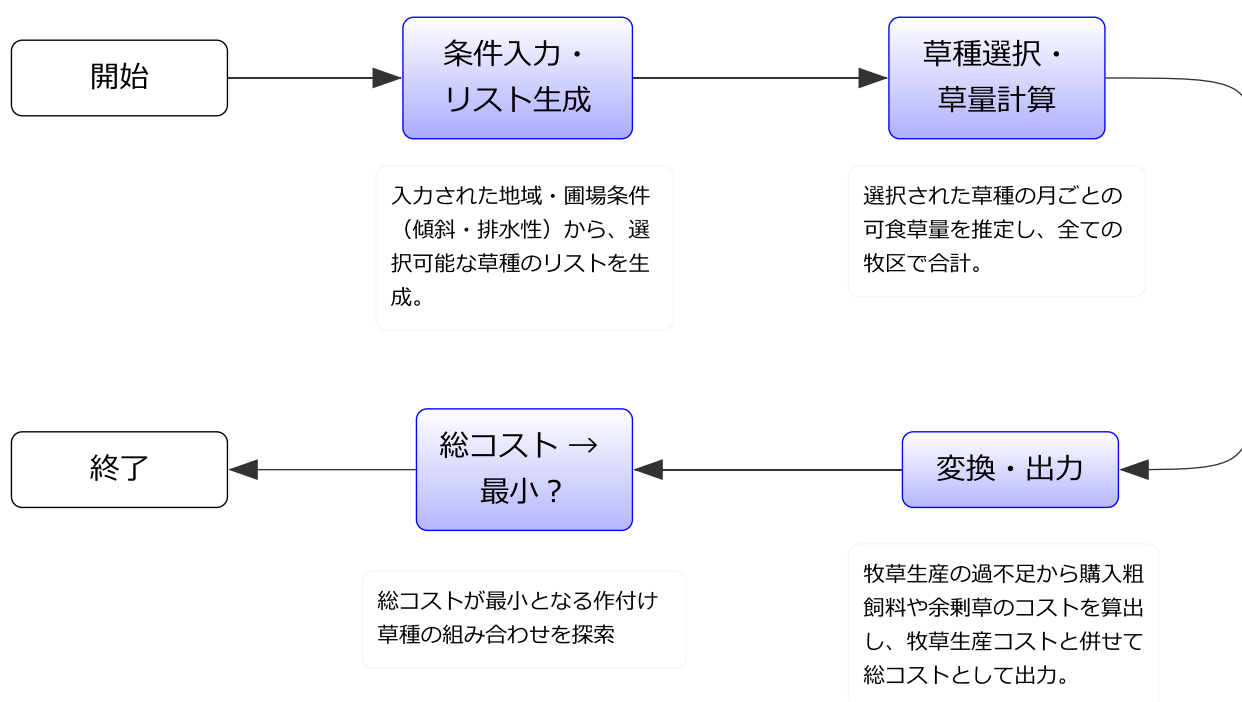 開始
条件入力・
リスト生成
草種選択・
草量計算
入力された地域・圃場条件
（傾斜・排水性）から、選
択可能な草種のリストを生
成。
選択された草種の月ごとの
可食草量を推定し、全ての
牧区で合計。
終了
総コスト →
最小？
変換・出力
総コストが最小となる作付け
草種の組み合わせを探索
牧草生産の過不足から購入粗
飼料や余剰草のコストを算出
し、牧草生産コストと併せて
総コストとして出力。